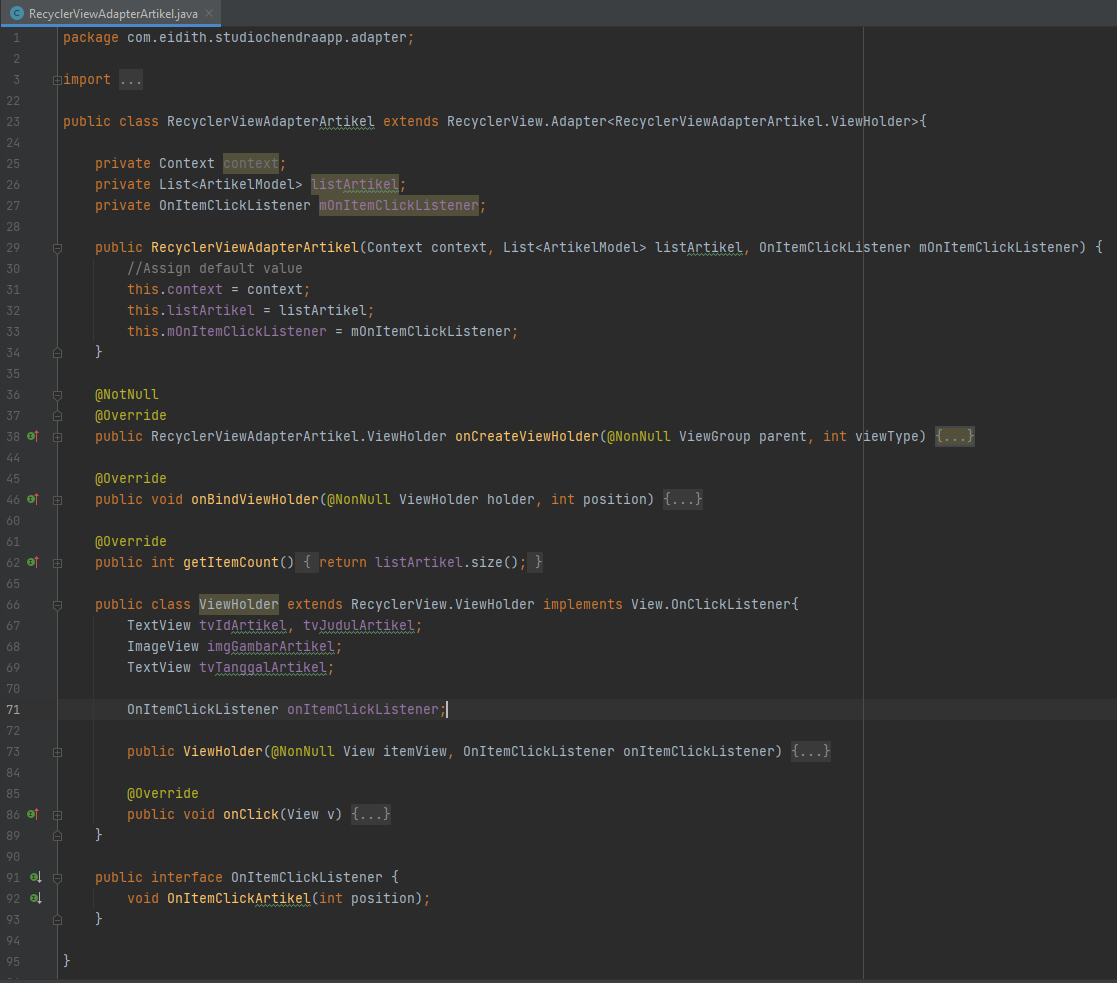 RecyclerViewAdapterArtikel.java
1 package com.eidith.studiochendraapp.adapter;
2
3 import ...
22
23 public class RecyclerViewAdapterArtikel extends RecyclerView.Adapter<RecyclerViewAdapterArtikel.ViewHolder>{
24
25 private Context context;
26 private List<ArtikelModel> listArtikel;
27 private OnItemClickListener mOnItemClickListener;
28
29 public RecyclerViewAdapterArtikel(Context context, List<ArtikelModel> listArtikel, OnItemClickListener mOnItemClickListener) {
30 //Assign default value
31 this.context = context;
32 this.listArtikel = listArtikel;
33 this.mOnItemClickListener = mOnItemClickListener;
34 }
35
36 @NotNull
37 @Override
38 public RecyclerViewAdapterArtikel.ViewHolder onCreateViewHolder(@NonNull ViewGroup parent, int viewType) {...}
44
45 @Override
46 public void onBindViewHolder(@NonNull ViewHolder holder, int position) {...}
60
61 @Override
62 public int getItemCount() { return listArtikel.size(); }
65
66 public class ViewHolder extends RecyclerView.ViewHolder implements View.OnClickListener{
67 TextView tvIdArtikel, tvJudulArtikel;
68 ImageView imgGambarArtikel;
69 TextView tvTanggalArtikel;
70
71 OnItemClickListener onItemClickListener;
72
73 public ViewHolder(@NonNull View itemView, OnItemClickListener onItemClickListener) {...}
84
85 @Override
86 public void onClick(View v) {...}
89 }
90
91 public interface OnItemClickListener {
92 void OnItemClickArtikel(int position);
93 }
94
95 }